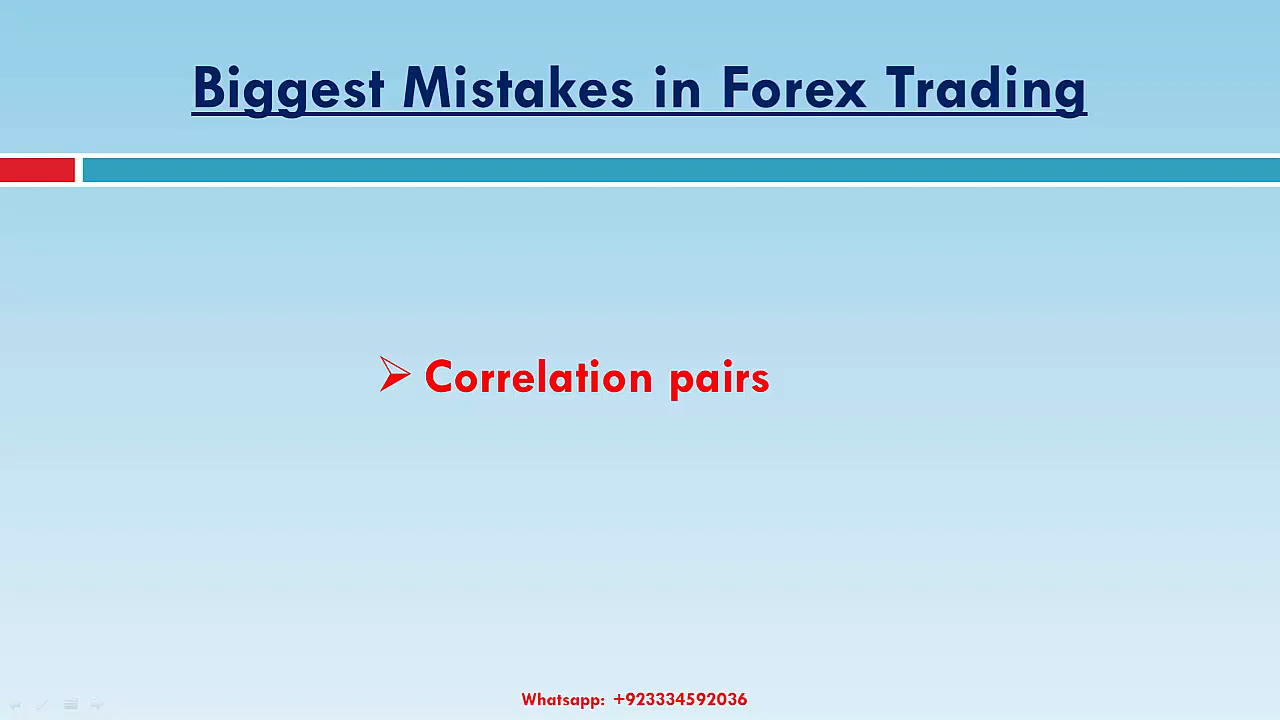 Biggest Mistakes in Forex Trading
Correlation pairs
Whatsapp: +923334592036